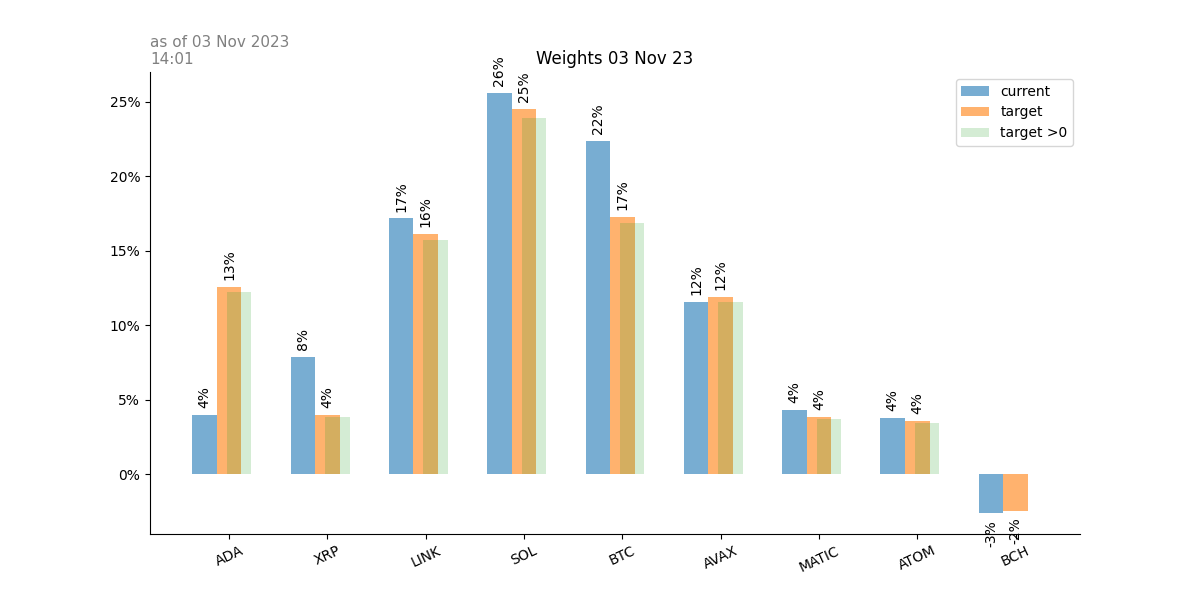 as of 03 Nov 2023
14:01
Weights 03 Nov 23
current
target
target >0
25%
20%
15%
10%
5%
0%
4%
13%
8%
4%
17%
16%
26%
25%
22%
17%
12%
12%
4%
4%
4%
4%
-3%
-2%
ADA
XRP
LINK
SOL
BTC
AVAX
MATIC
ATOM
BCH